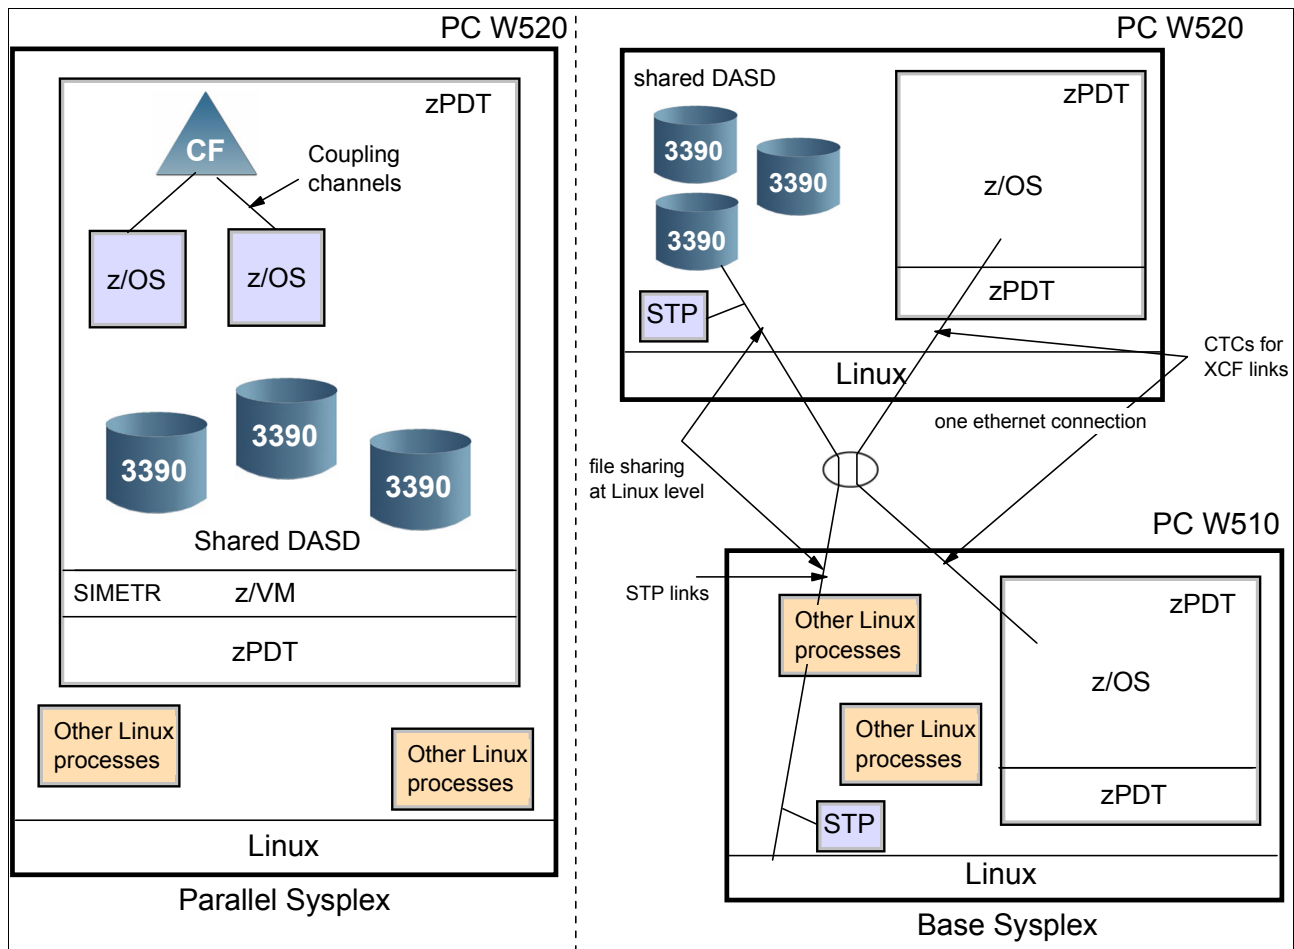 PC W520
zPDT
CF
Coupling
channels
z/OS
z/OS
3390
3390
3390
Shared DASD
SIMETR
z/VM
zPDT
Other Linux
processes
Other Linux
processes
Linux
Parallel Sysplex
PC W520
shared DASD
zPDT
3390
3390
3390
z/OS
STP
zPDT
Linux
CTCs for
XCF links
one ethernet connection
file sharing
at Linux level
PC W510
STP links
Other Linux
processes
zPDT
z/OS
Other Linux
processes
zPDT
STP
Linux
Base Sysplex